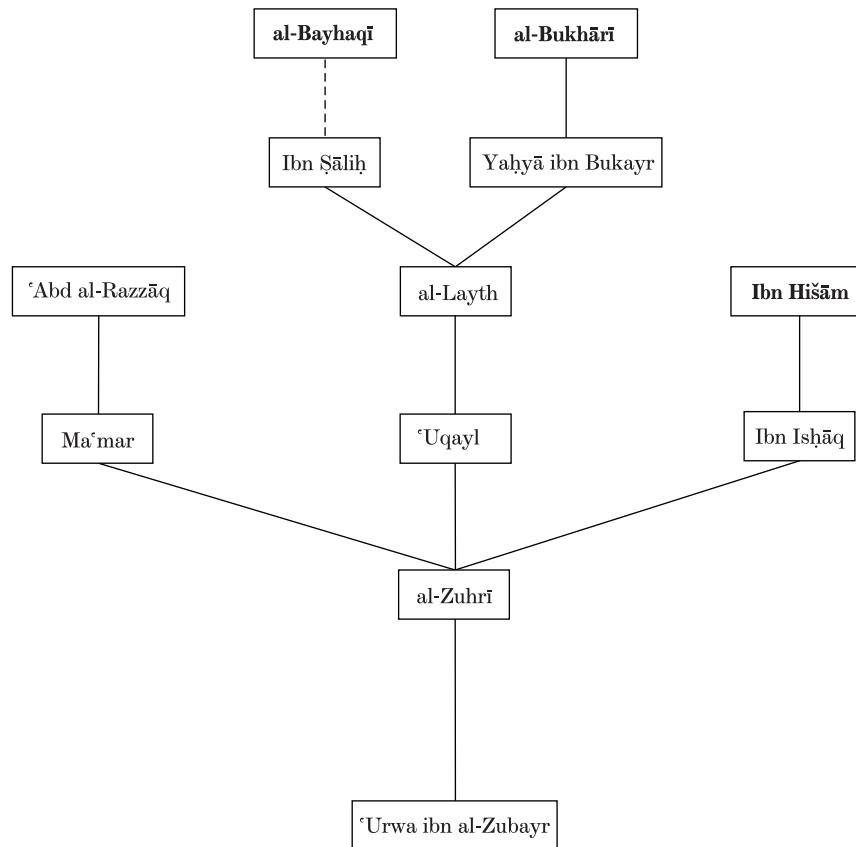 al-Bayhaqī
al-Bukhārī
Ibn Ṣāliḥ
Yaḥyā ibn Bukayr
ʿAbd al-Razzāq
al-Layth
Ibn Hišām
Maʿmar
ʿUqayl
Ibn Isḥāq
al-Zuhrī
ʿUrwa ibn al-Zubayr